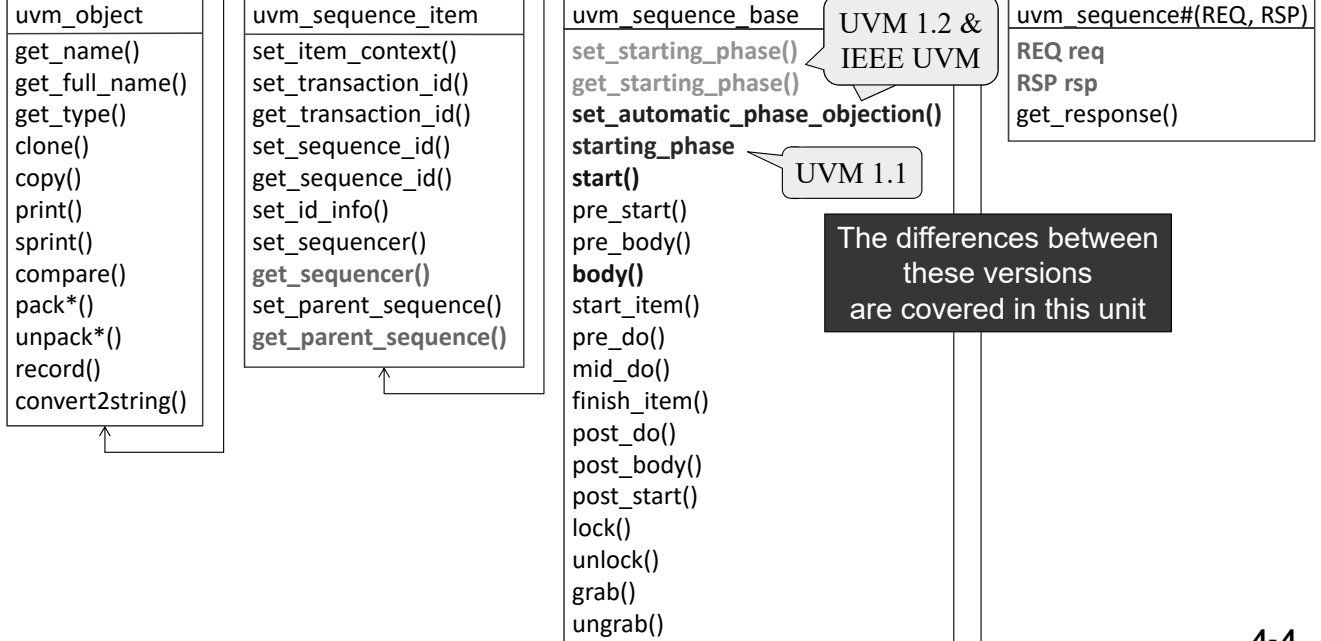 uvm_object
get_name()
get_full_name()
get_type()
clone()
copy()
print()
sprint()
compare()
pack*()
unpack*()
record()
convert2string()
uvm_sequence_item
set_item_context()
set_transaction_id()
get_transaction_id()
set_sequence_id()
get_sequence_id()
set_id_info()
set_sequencer()
get_sequencer()
set_parent_sequence()
get_parent_sequence()
uvm_sequence_base
set_starting_phase()
get_starting_phase()
set_automatic_phase_objection()
starting_phase
start()
pre_start()
pre_body()
body()
start_item()
pre_do()
mid_do()
finish_item()
post_do()
post_body()
post_start()
lock()
unlock()
grab()
ungrab()
UVM 1.2 &
IEEE UVM
UVM 1.1
The differences between
these versions
are covered in this unit
uvm_sequence#(REQ, RSP)
REQ req
RSP rsp
get_response()
4-4